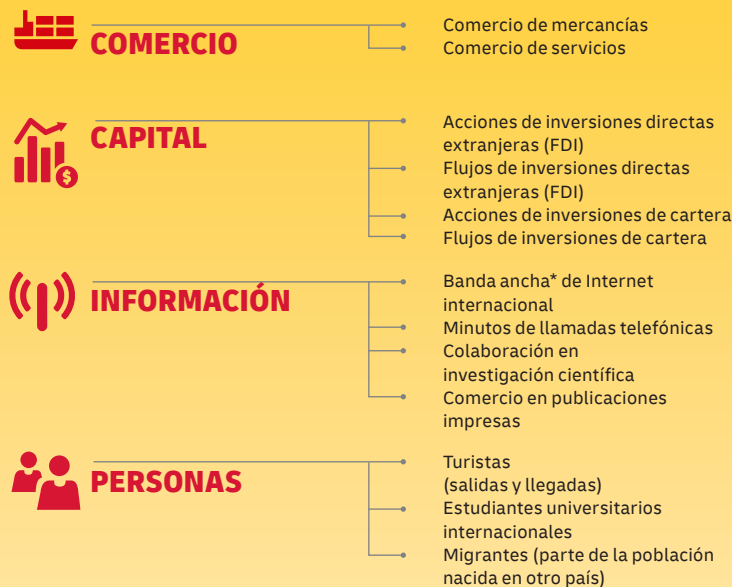 COMERCIO
Comercio de mercancías
Comercio de servicios
CAPITAL
Acciones de inversiones directas
extranjeras (FDI)
Flujos de inversiones directas
extranjeras (FDI)
Acciones de inversiones de cartera
Flujos de inversiones de cartera
$
INFORMACIÓN
Banda ancha* de Internet
internacional
Minutos de llamadas telefónicas
Colaboración en
investigación científica
Comercio en publicaciones
impresas
PERSONAS
Turistas
(salidas y llegadas)
Estudiantes universitarios
internacionales
Migrantes (parte de la población
nacida en otro país)